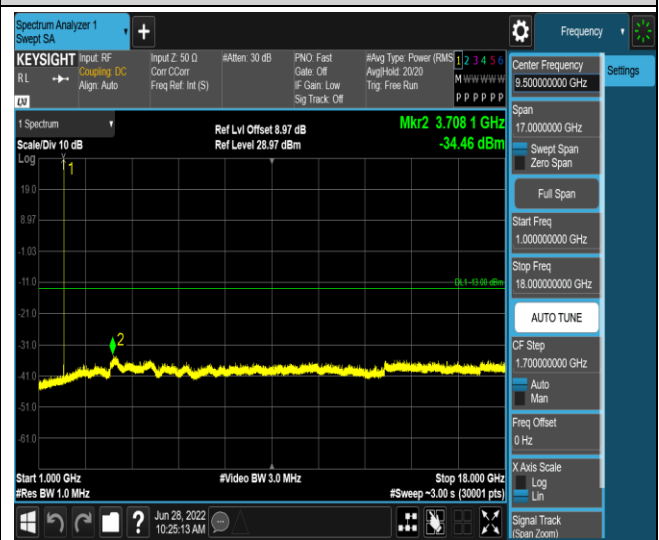 Spectrum Analyzer 1
Swept SA
Frequency
KEYSIGHT
RL
Input: RF
Coupling: DC
Align: Auto
Input Z: 50 Ω
Corr CCorr
Freq Ref: Int (S)
#Atten: 30 dB
PNO: Fast
Gate: Off
IF Gain: Low
Sig Track: Off
#Avg Type: Power (RMS
Avg|Hold: 20/20
Trig: Free Run
1 2 3 4 5 6
M W W W W W
P P P P P P
1 Spectrum
Scale/Div 10 dB
Ref Lvl Offset 8.97 dB
Ref Level 28.97 dBm
Mkr2 3.708 1 GHz
-34.46 dBm
Log
1
19.0
8.97
-1.03
-11.0
DL1 -13.00 dBm
-21.0
-31.0
2
-41.0
-51.0
-61.0
Start 1.000 GHz
#Video BW 3.0 MHz
Stop 18.000 GHz
#Res BW 1.0 MHz
#Sweep ~3.00 s (30001 pts)
Jun 28, 2022
10:25:13 AM
Center Frequency
9.500000000 GHz
Settings
Span
17.0000000 GHz
Swept Span
Zero Span
Full Span
Start Freq
1.000000000 GHz
Stop Freq
18.000000000 GHz
AUTO TUNE
CF Step
1.700000000 GHz
Auto
Man
Freq Offset
0 Hz
X Axis Scale
Log
Lin
Signal Track
(Span Zoom)